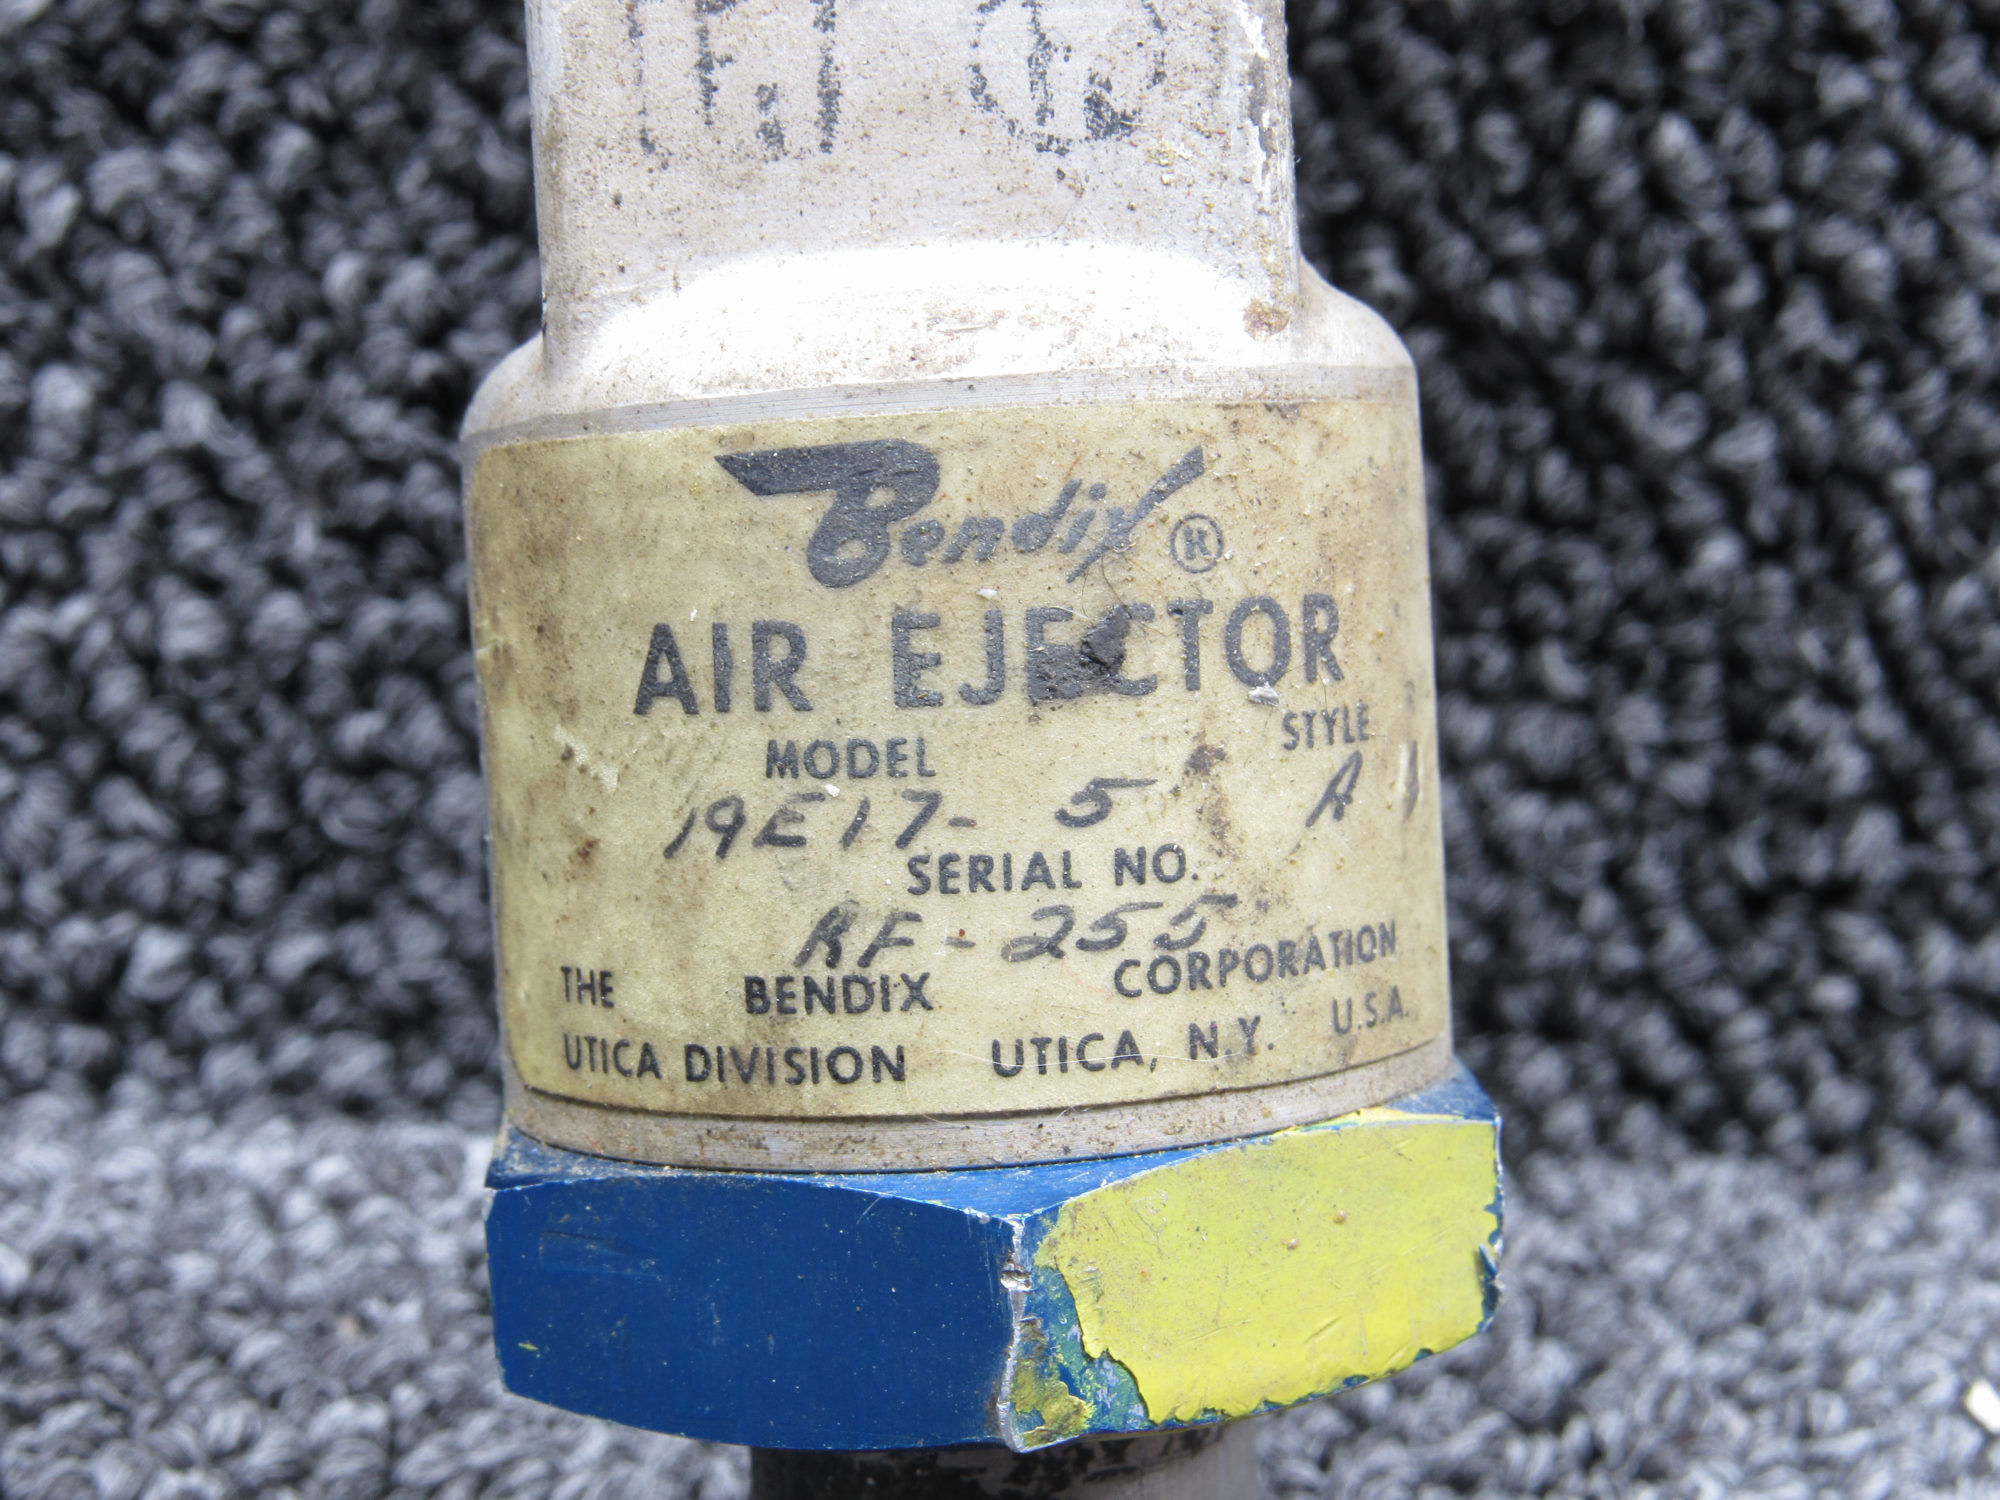 Bendix ®
AIR EJECTOR
MODEL STYLE
19E17- 5 A
SERIAL NO.
RF-255
THE BENDIX CORPORATION
UTICA DIVISION UTICA, N.Y. U.S.A.